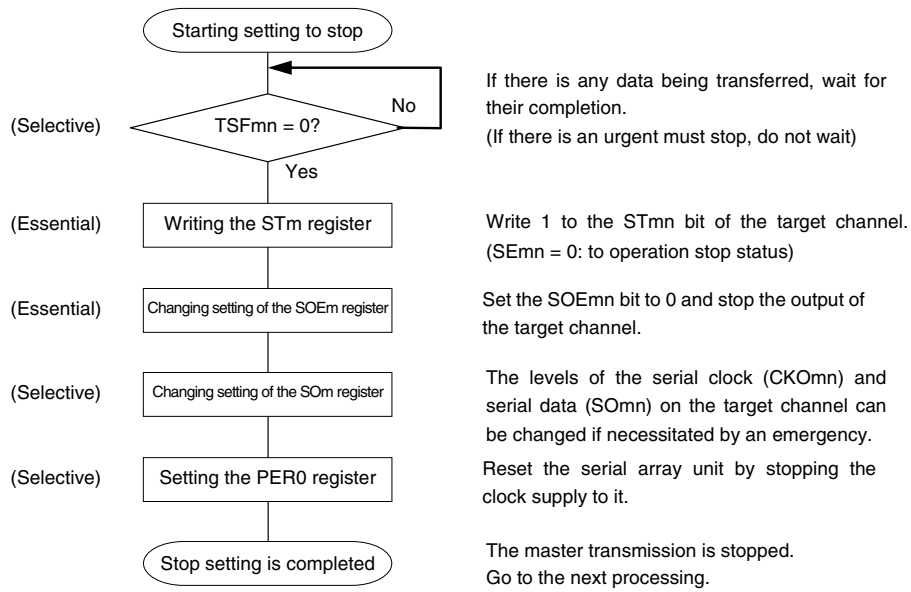 Starting setting to stop
If there is any data being transferred, wait for
their completion.
(If there is an urgent must stop, do not wait)
No
(Selective)
TSFmn = 0?
Yes
(Essential)
Writing the STm register
Write 1 to the STmn bit of the target channel.
(SEmn = 0: to operation stop status)
(Essential)
Changing setting of the SOEm register
Set the SOEmn bit to 0 and stop the output of
the target channel.
(Selective)
Changing setting of the SOm register
The levels of the serial clock (CKOmn) and
serial data (SOmn) on the target channel can
be changed if necessitated by an emergency.
(Selective)
Setting the PER0 register
Reset the serial array unit by stopping the
clock supply to it.
Stop setting is completed
The master transmission is stopped.
Go to the next processing.